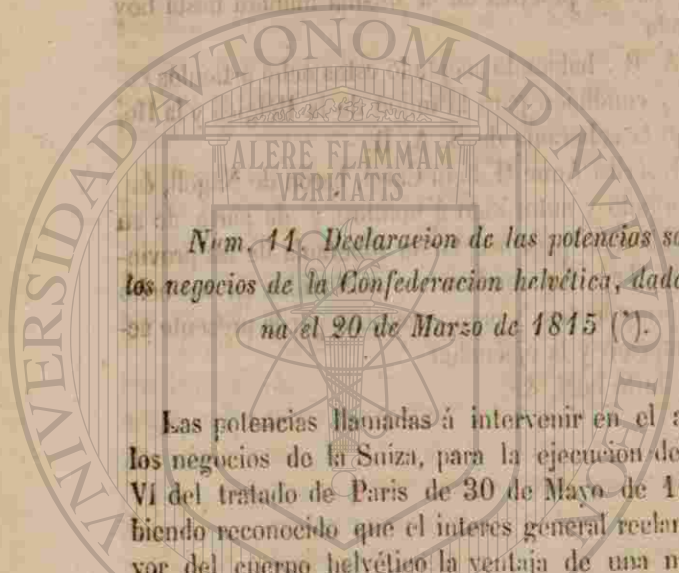 ALERE FLAMMAM
VERITATIS
Num. 11. Declaracion de las potencias so
los negocios de la Confederacion helvética, dado
na el 20 de Marzo de 1815 (*).
Las potencias llamadas á intervenir en el a
los negocios de la Suiza, para la ejecucion de
VI del tratado de Paris de 30 de Mayo de 1
biendo reconocido que el interes general reclam
vor del cuerpo helvético la ventaja de una n